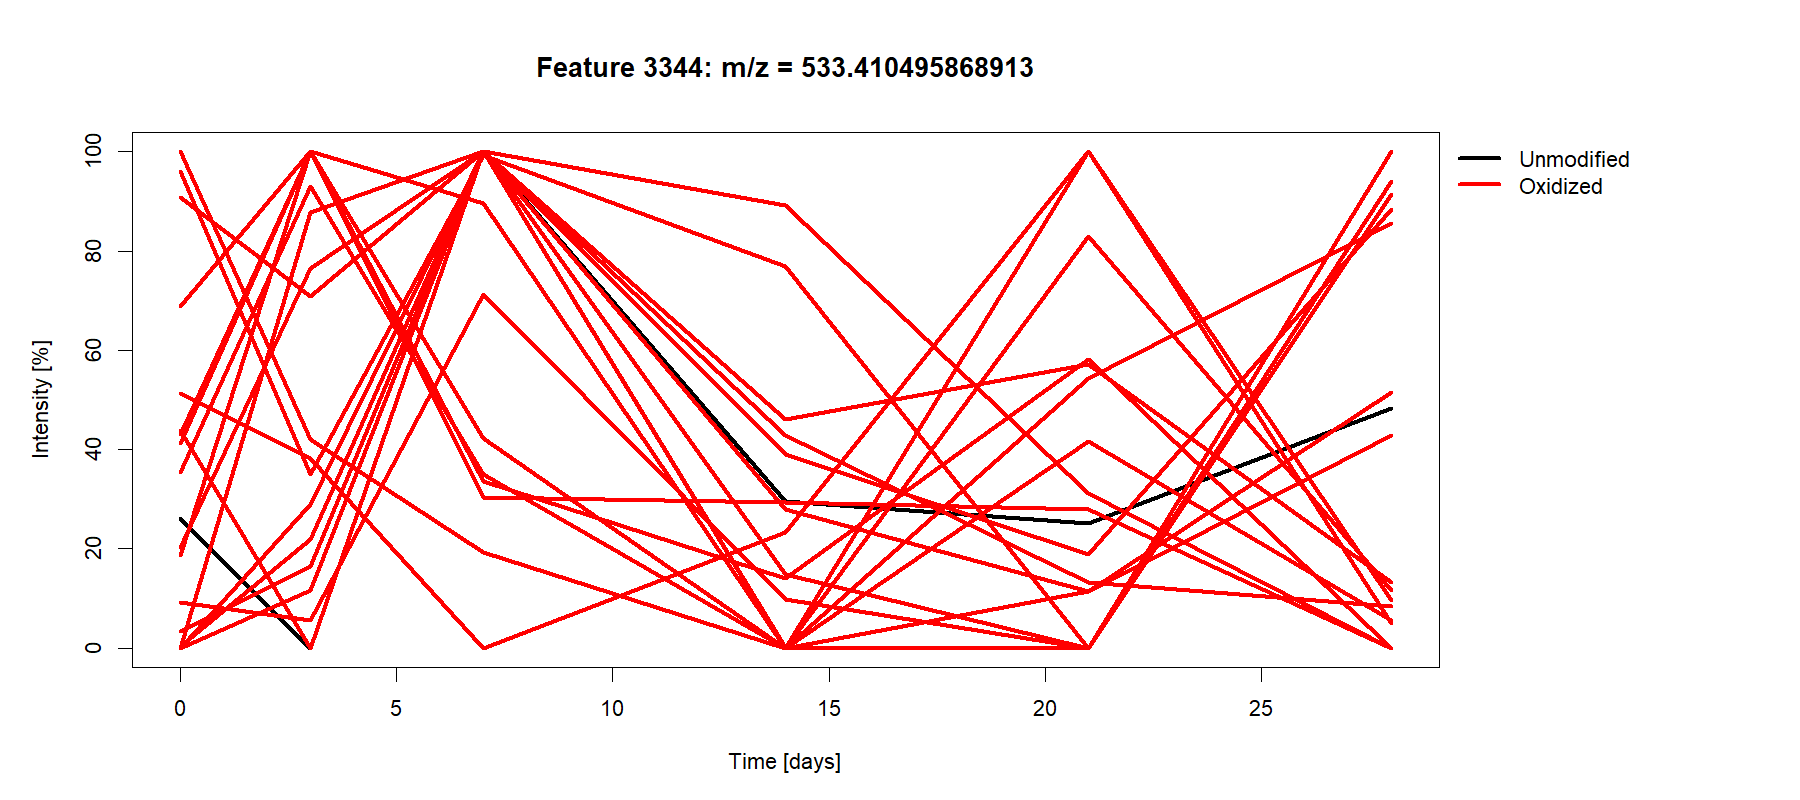 Feature 3344: m/z = 533.410495868913
Unmodified
Oxidized
Intensity [%]
100
80
60
40
20
0
0 5 10 15 20 25
Time [days]